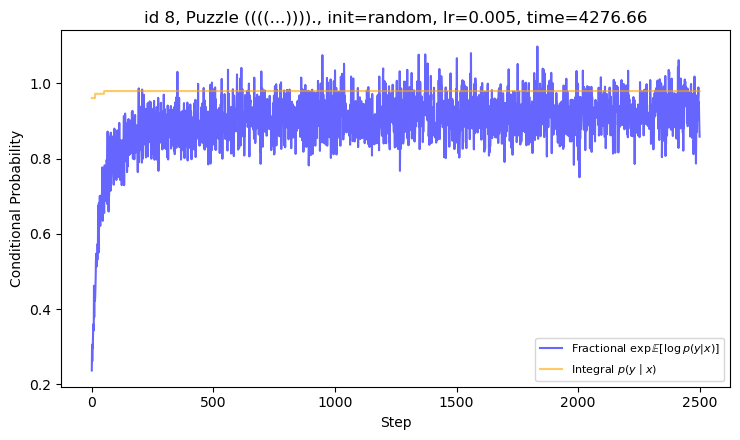 id 8, Puzzle ((((...))))., init=random, lr=0.005, time=4276.66
Conditional Probability
1.0
0.8
0.6
0.4
0.2
0
500
1000
1500
2000
2500
Step
Fractional exp𝔼[log p(y|x)]
Integral p(y | x)